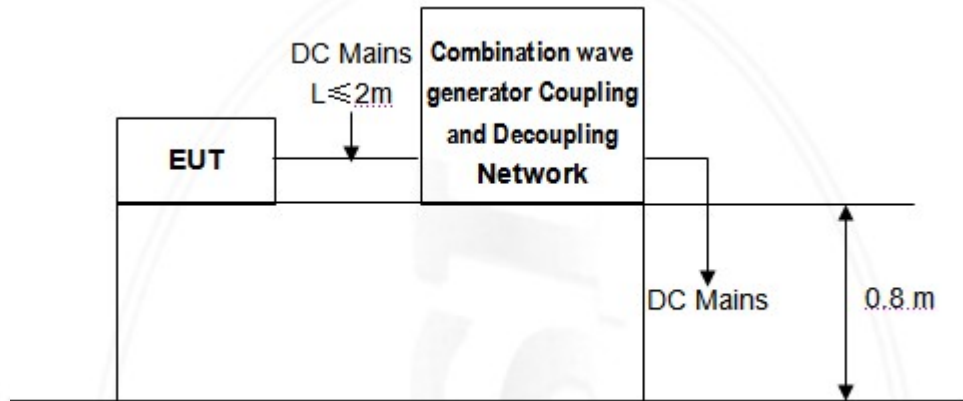 DC Mains
L≪2m
Combination wave
generator Coupling
and Decoupling
Network
EUT
DC Mains
0.8 m